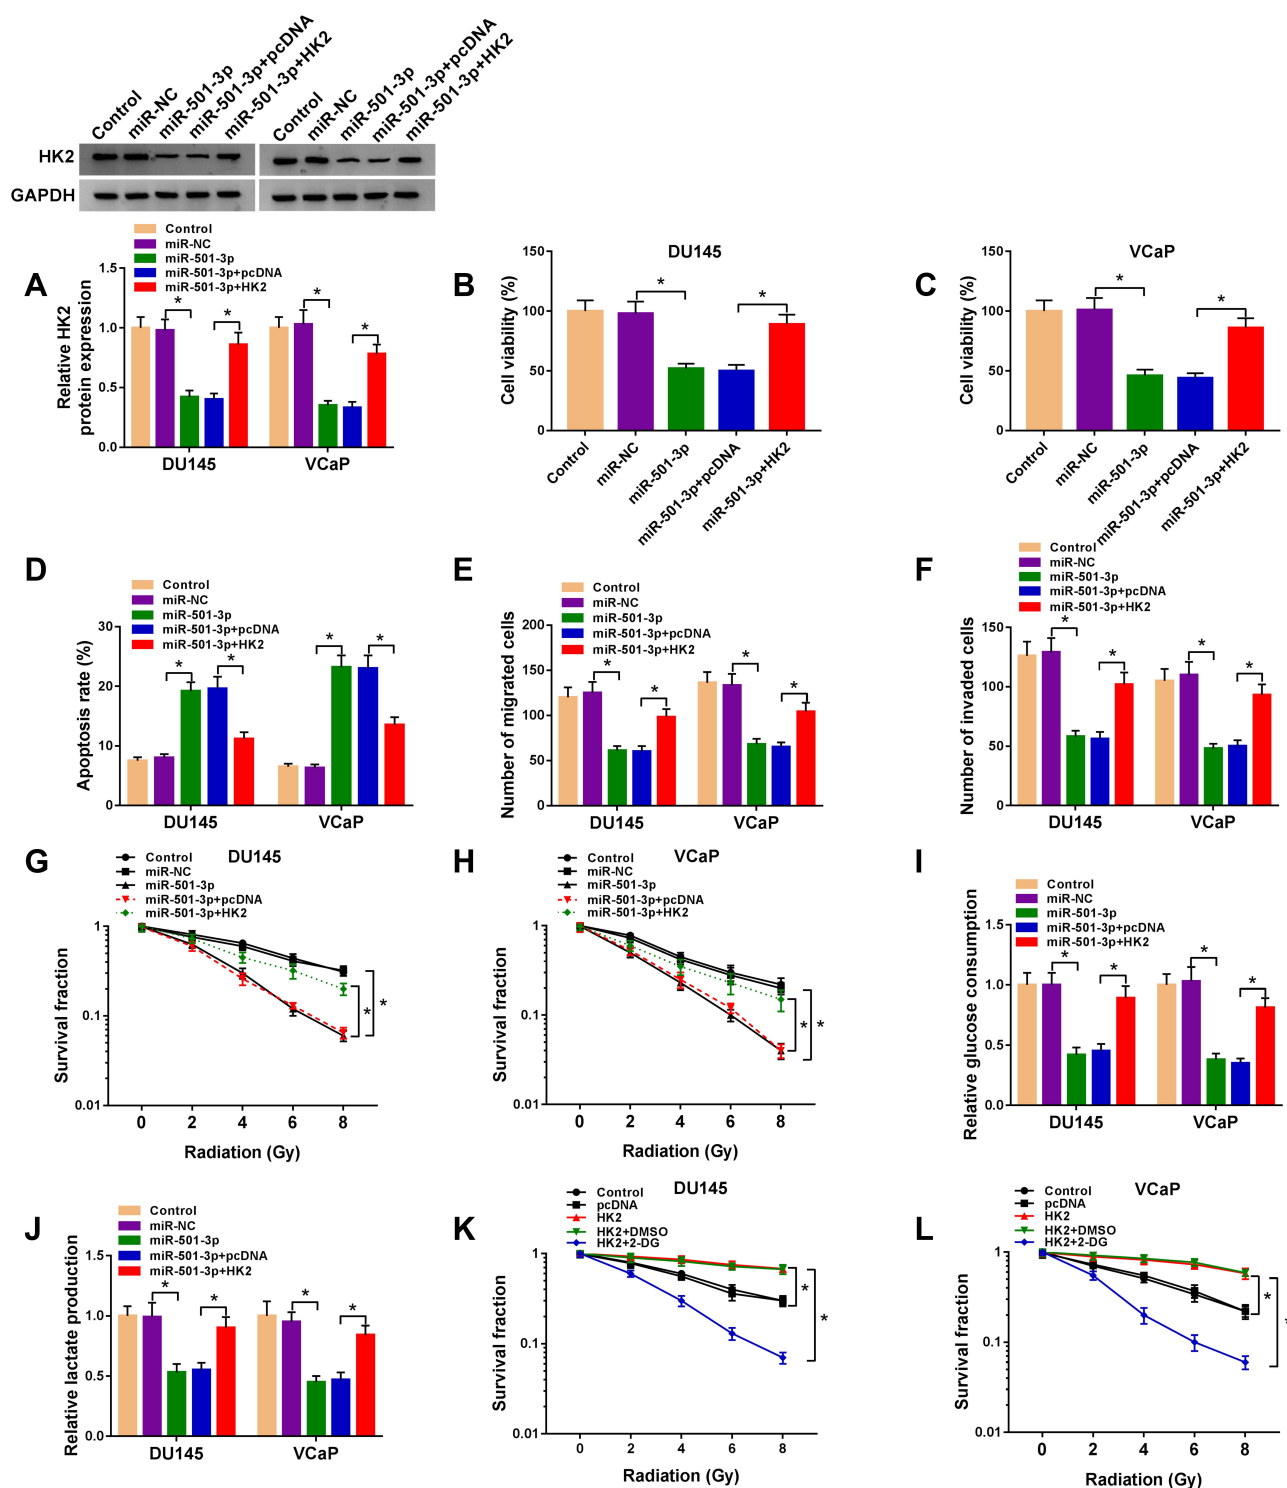 Control
miR-NC
miR-501-3p
miR-501-3p+pcDNA
miR-501-3p+HK2
Control
miR-NC
miR-501-3p
miR-501-3p+pcDNA
miR-501-3p+HK2
HK2
GAPDH
A
Control
miR-NC
miR-501-3p
miR-501-3p+pcDNA
miR-501-3p+HK2
Relative HK2
protein expression
1.5
1.0
0.5
0.0
* * * *
DU145 VCaP
B
DU145
Cell viability (%)
150
100
50
0
* *
Control
miR-NC
miR-501-3p
miR-501-3p+pcDNA
miR-501-3p+HK2
C
VCaP
Cell viability (%)
150
100
50
0
* *
Control
miR-NC
miR-501-3p
miR-501-3p+pcDNA
miR-501-3p+HK2
D
Control
miR-NC
miR-501-3p
miR-501-3p+pcDNA
miR-501-3p+HK2
Apoptosis rate (%)
30
20
10
0
* * * *
DU145 VCaP
E
Control
miR-NC
miR-501-3p
miR-501-3p+pcDNA
miR-501-3p+HK2
Number of migrated cells
200
150
100
50
0
* * * *
DU145 VCaP
F
Control
miR-NC
miR-501-3p
miR-501-3p+pcDNA
miR-501-3p+HK2
Number of invaded cells
150
100
50
0
* * * *
DU145 VCaP
G
DU145
Control
miR-NC
miR-501-3p
miR-501-3p+pcDNA
miR-501-3p+HK2
Survival fraction
1
0.1
0.01
* *
0 2 4 6 8
Radiation (Gy)
H
VCaP
Control
miR-NC
miR-501-3p
miR-501-3p+pcDNA
miR-501-3p+HK2
Survival fraction
1
0.1
0.01
* *
0 2 4 6 8
Radiation (Gy)
I
Control
miR-NC
miR-501-3p
miR-501-3p+pcDNA
miR-501-3p+HK2
Relative glucose consumption
1.5
1.0
0.5
0.0
* * * *
DU145 VCaP
J
Control
miR-NC
miR-501-3p
miR-501-3p+pcDNA
miR-501-3p+HK2
Relative lactate production
1.5
1.0
0.5
0.0
* * * *
DU145 VCaP
K
DU145
Control
pcDNA
HK2
HK2+DMSO
HK2+2-DG
Survival fraction
1
0.1
0.01
* *
0 2 4 6 8
Radiation (Gy)
L
VCaP
Control
pcDNA
HK2
HK2+DMSO
HK2+2-DG
Survival fraction
1
0.1
0.01
* *
0 2 4 6 8
Radiation (Gy)